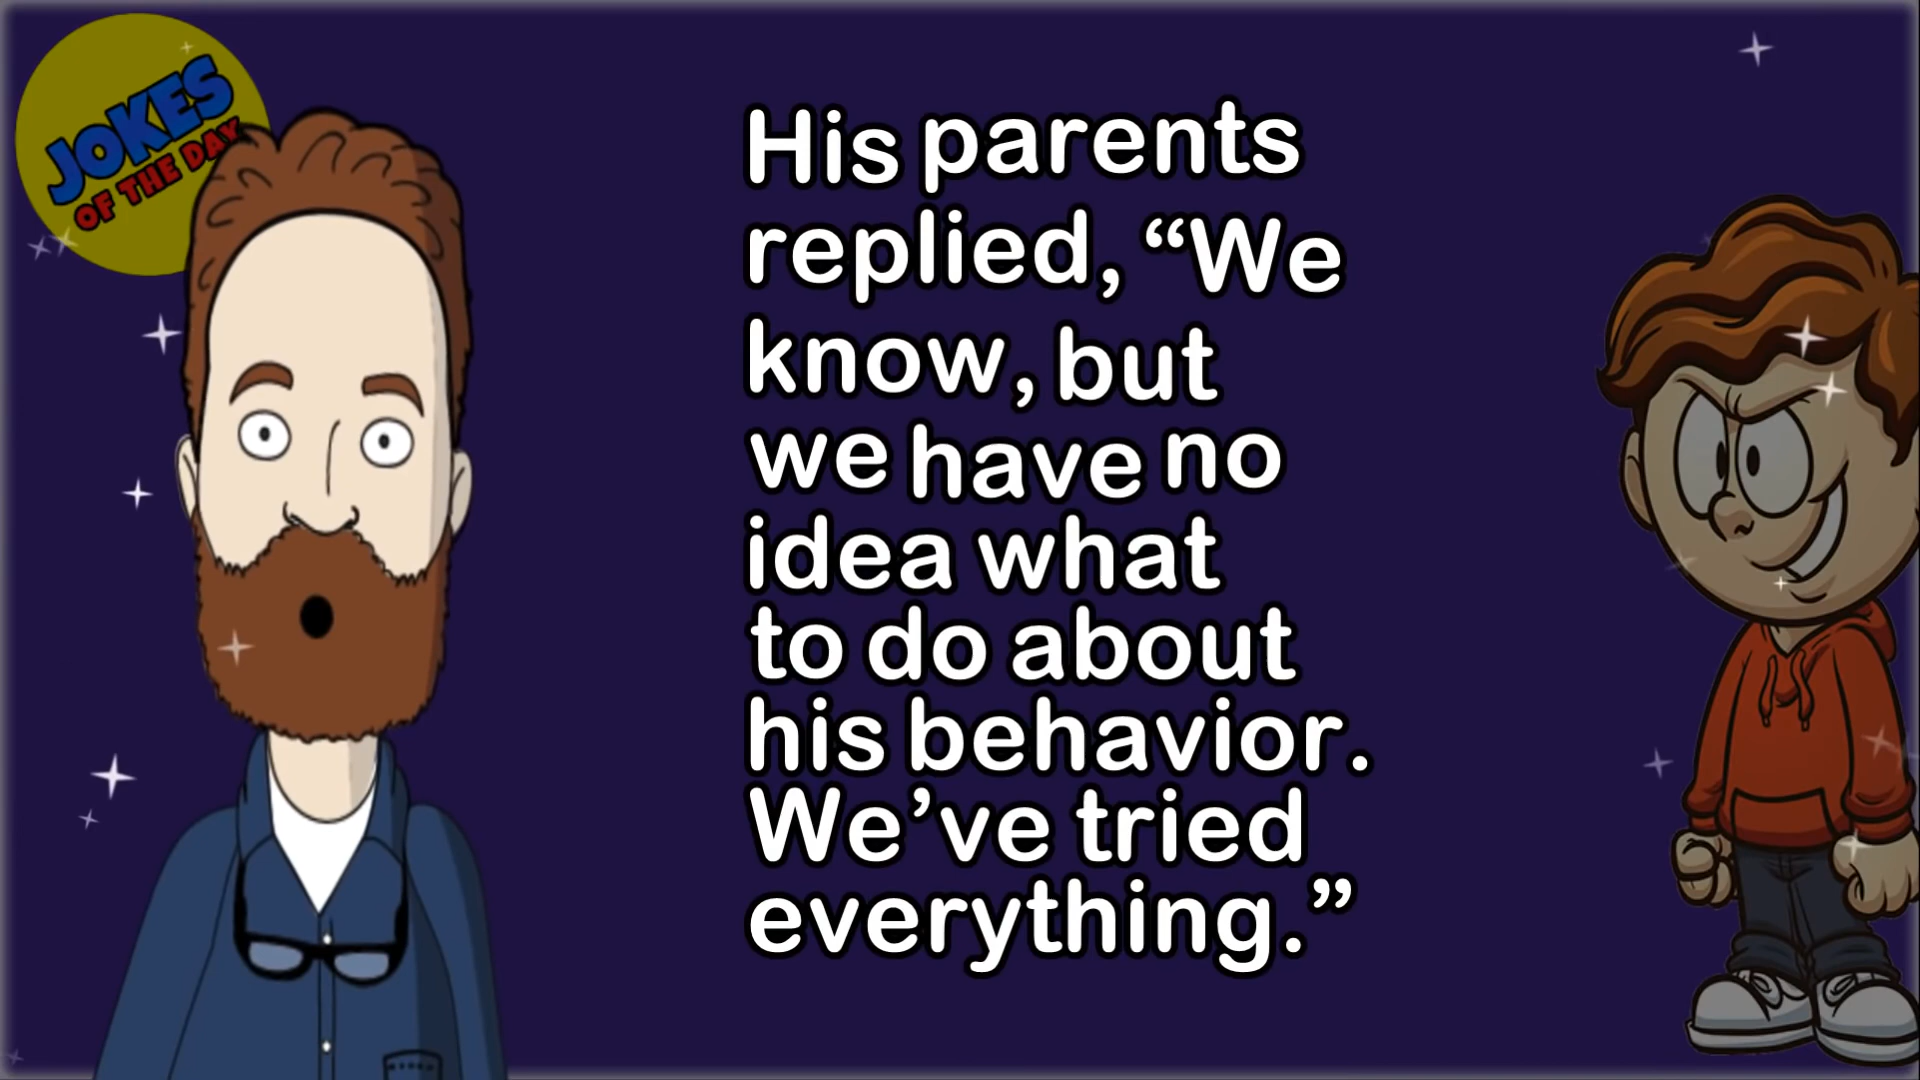 JOKES
OF THE DAY
His parents
replied, “We
know, but
we have no
idea what
to do about
his behavior.
We’ve tried
everything.”